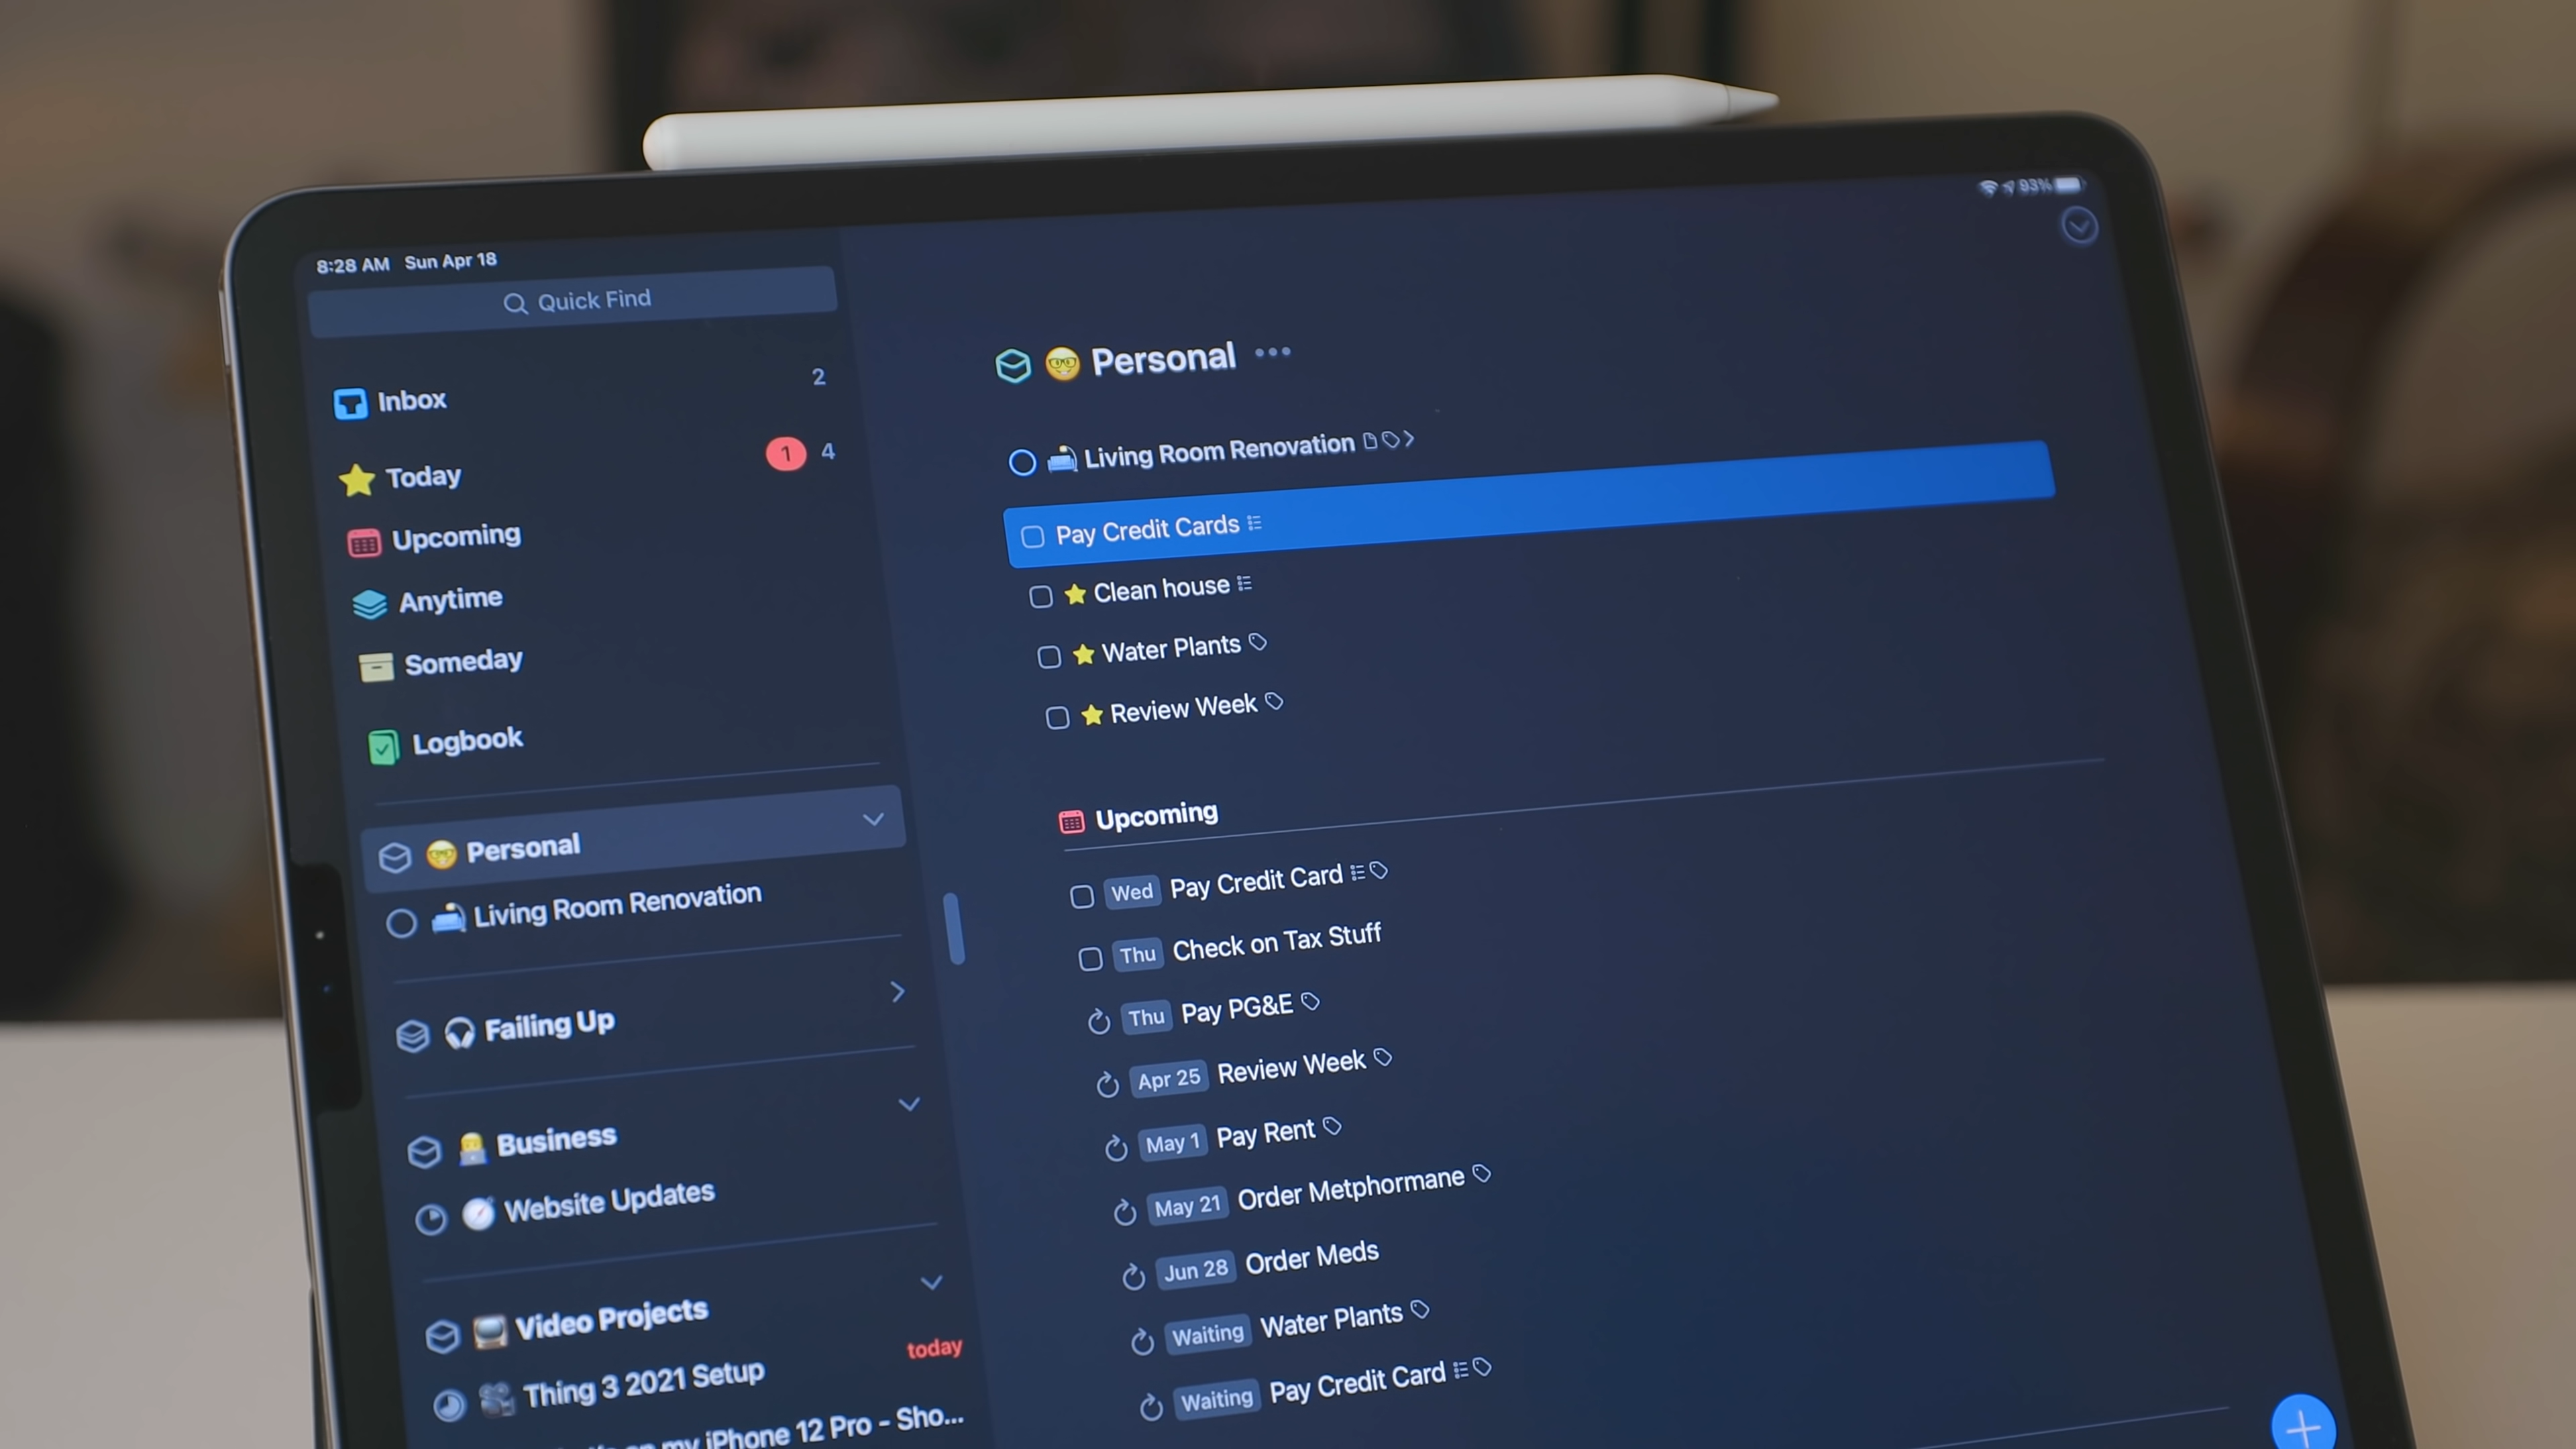 8:28 AM Sun Apr 18
93%
Quick Find
Inbox 2
Today 1 4
Upcoming
Anytime
Someday
Logbook
Personal
Living Room Renovation
Failing Up
Business
Website Updates
Video Projects
Thing 3 2021 Setup today
on my iPhone 12 Pro - Sho...
Personal
Living Room Renovation
Pay Credit Cards
Clean house
Water Plants
Review Week
Upcoming
Wed Pay Credit Card
Thu Check on Tax Stuff
Thu Pay PG&E
Apr 25 Review Week
May 1 Pay Rent
May 21 Order Metphormane
Jun 28 Order Meds
Waiting Water Plants
Waiting Pay Credit Card